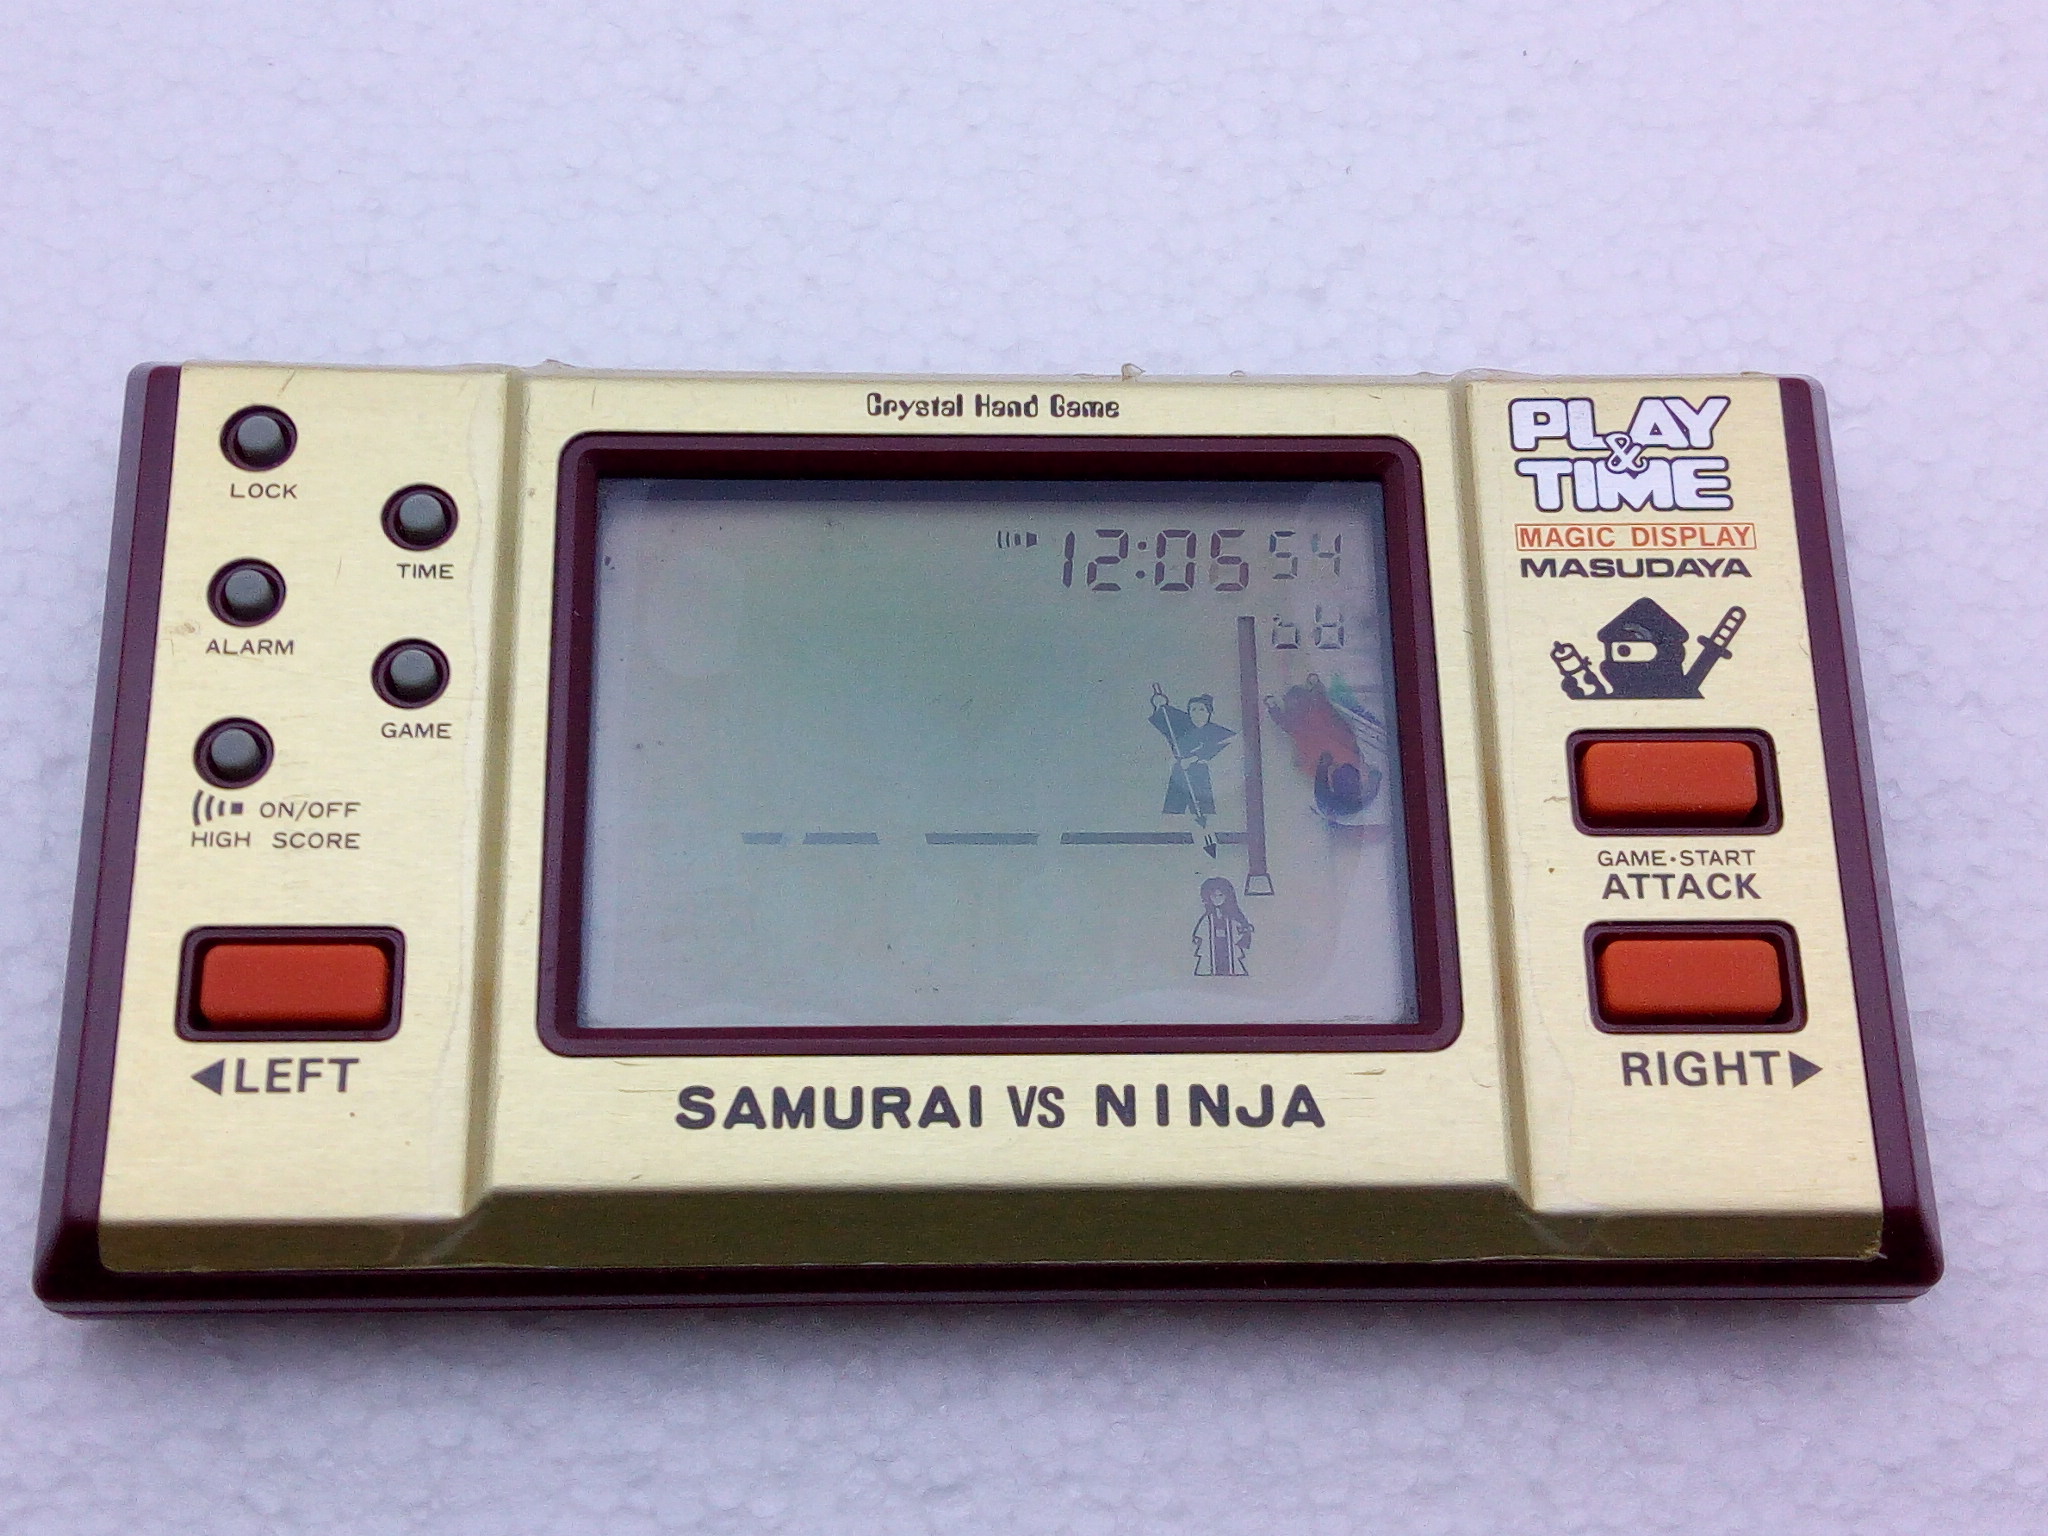 Crystal Hand Game
LOCK
TIME
ALARM
GAME
ON/OFF
HIGH SCORE
LEFT
12:05 54
SAMURAI VS NINJA
PLAY
&
TIME
MAGIC DISPLAY
MASUDAYA
GAME·START
ATTACK
RIGHT